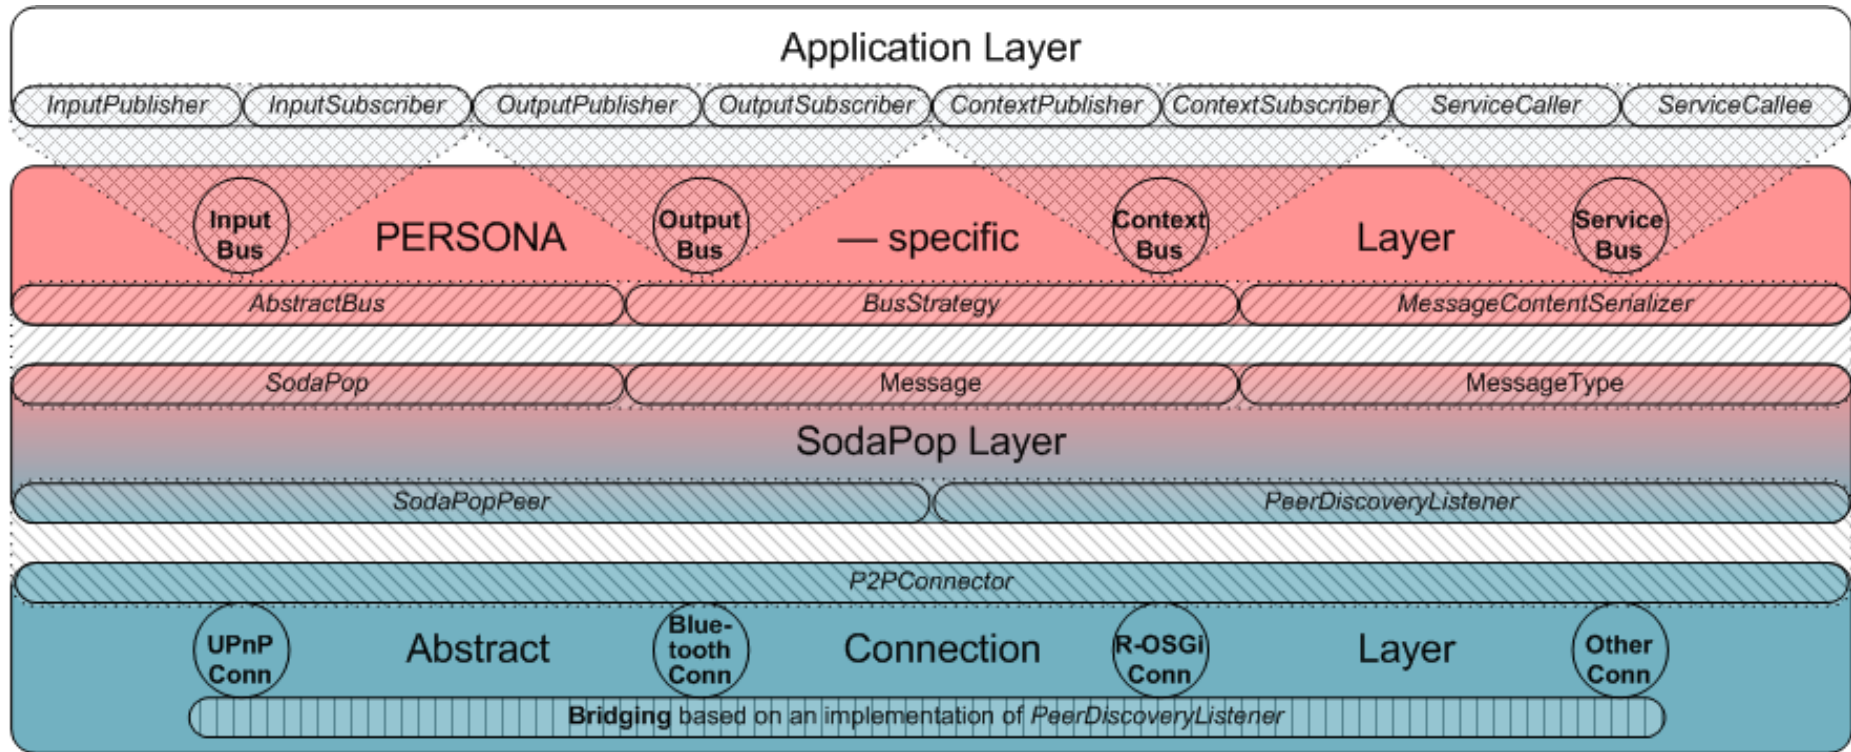 Application Layer
InputPublisher InputSubscriber OutputPublisher OutputSubscriber ContextPublisher ContextSubscriber ServiceCaller ServiceCallee
Input Bus
PERSONA
Output Bus
— specific
Context Bus
Layer
Service Bus
AbstractBus BusStrategy MessageContentSerializer
SodaPop Message MessageType
SodaPop Layer
SodaPopPeer PeerDiscoveryListener
P2PConnector
UPnP Conn
Abstract
Blue-
tooth
Conn
Connection
R-OSGi Conn
Layer
Other Conn
Bridging based on an implementation of PeerDiscoveryListener